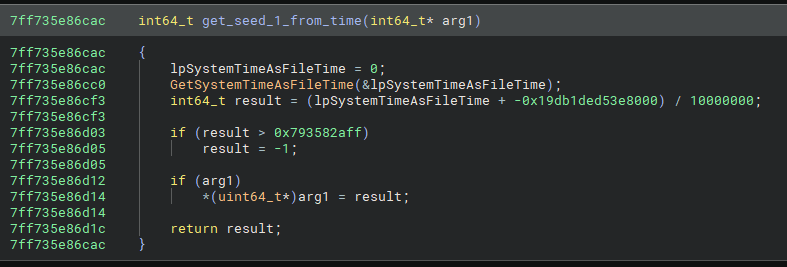 7ff735e86cac int64_t get_seed_1_from_time(int64_t* arg1)
7ff735e86cac {
7ff735e86cac lpSystemTimeAsFileTime = 0;
7ff735e86cc0 GetSystemTimeAsFileTime(&lpSystemTimeAsFileTime);
7ff735e86cf3 int64_t result = (lpSystemTimeAsFileTime + -0x19db1ded53e8000) / 10000000;
7ff735e86cf3
7ff735e86d03 if (result > 0x793582aff)
7ff735e86d05 result = -1;
7ff735e86d05
7ff735e86d12 if (arg1)
7ff735e86d14 *(uint64_t*)arg1 = result;
7ff735e86d14
7ff735e86d1c return result;
7ff735e86cac }